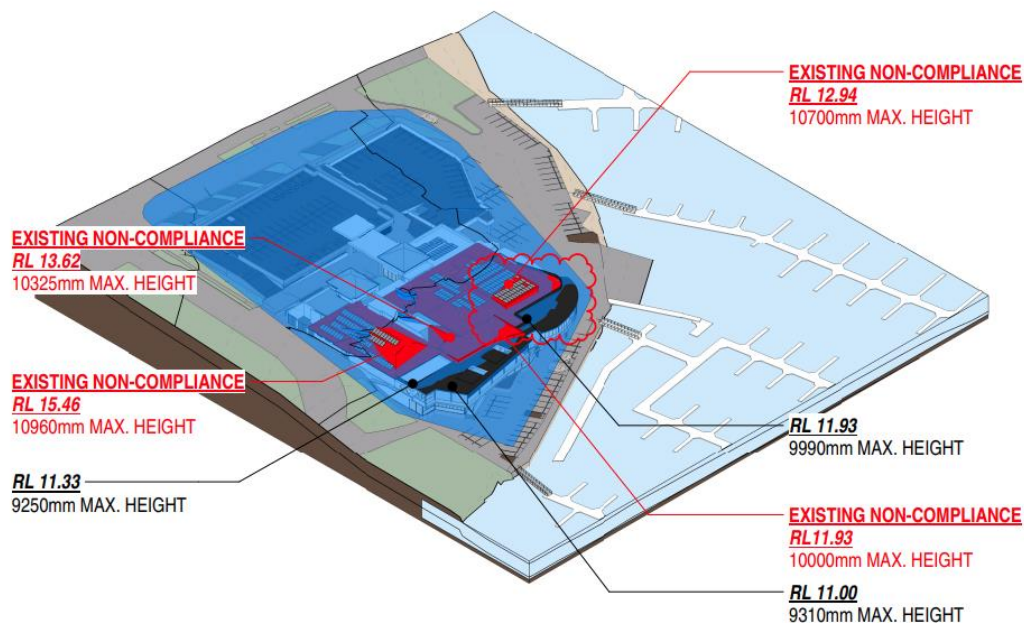 EXISTING NON-COMPLIANCE
RL 12.94
10700mm MAX. HEIGHT
EXISTING NON-COMPLIANCE
RL 13.62
10325mm MAX. HEIGHT
EXISTING NON-COMPLIANCE
RL 15.46
10960mm MAX. HEIGHT
RL 11.33
9250mm MAX. HEIGHT
RL 11.93
9990mm MAX. HEIGHT
EXISTING NON-COMPLIANCE
RL11.93
10000mm MAX. HEIGHT
RL 11.00
9310mm MAX. HEIGHT